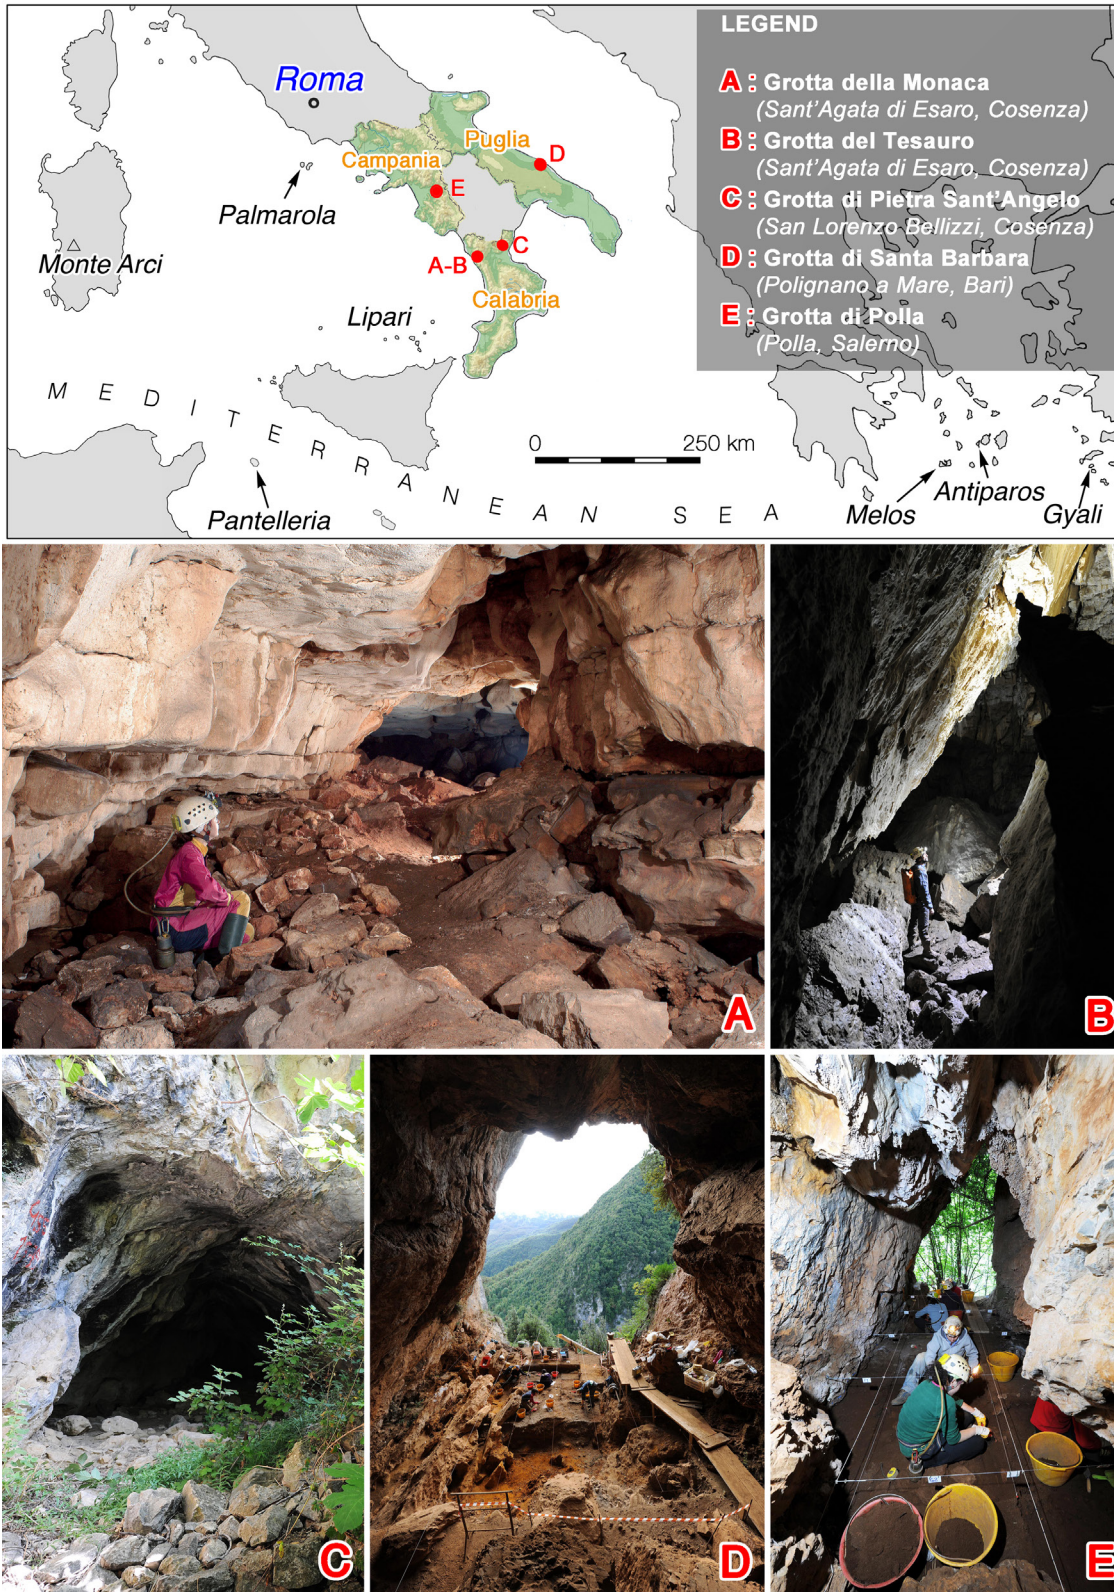 LEGEND
A : Grotta della Monaca
(Sant'Agata di Esaro, Cosenza)
B : Grotta del Tesauro
(Sant'Agata di Esaro, Cosenza)
C : Grotta di Pietra Sant'Angelo
(San Lorenzo Bellizzi, Cosenza)
D : Grotta di Santa Barbara
(Polignano a Mare, Bari)
E : Grotta di Polla
(Polla, Salerno)
Roma
Puglia
D
Campania
E
Palmarola
C
Monte Arci
A-B
Calabria
Lipari
MEDITERRANEAN SEA
0 250 km
Pantelleria
Melos
Antiparos
Gyali
A
B
C
D
E